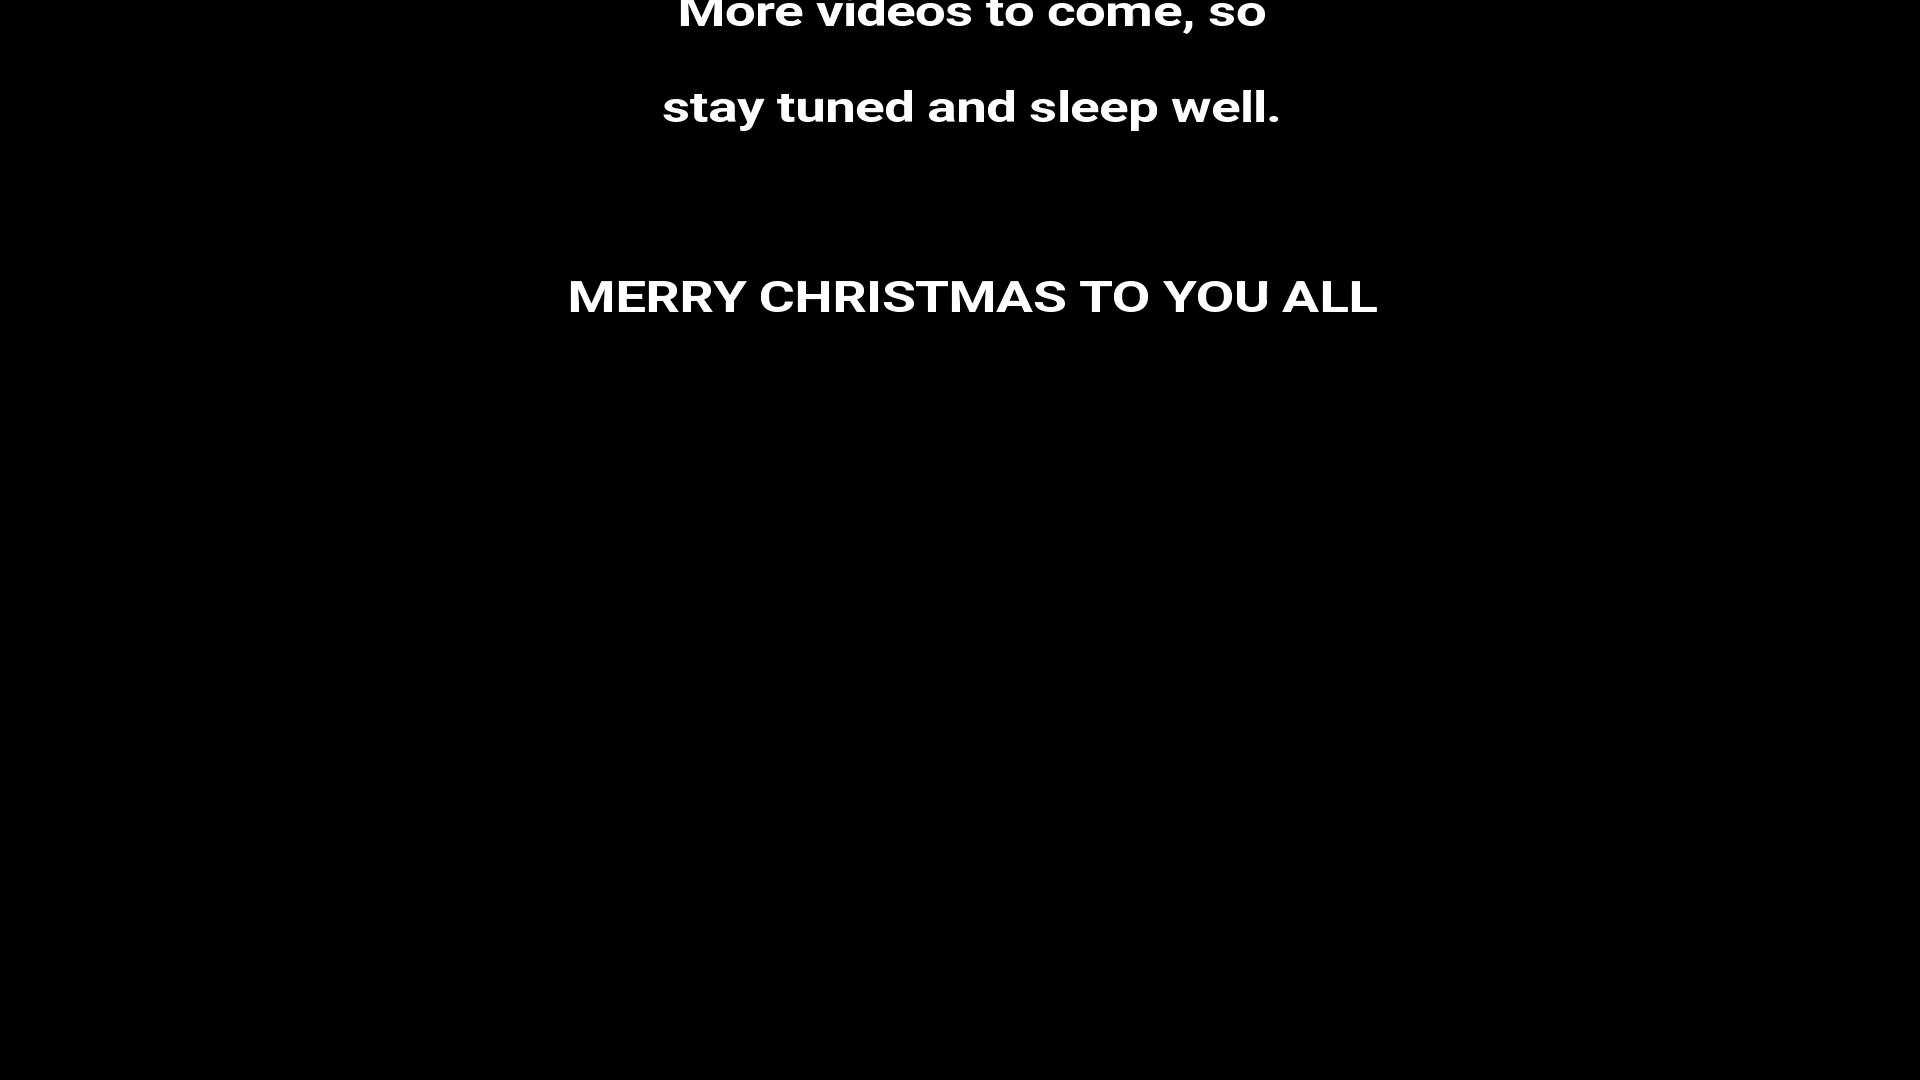 More videos to come, so
stay tuned and sleep well.
MERRY CHRISTMAS TO YOU ALL